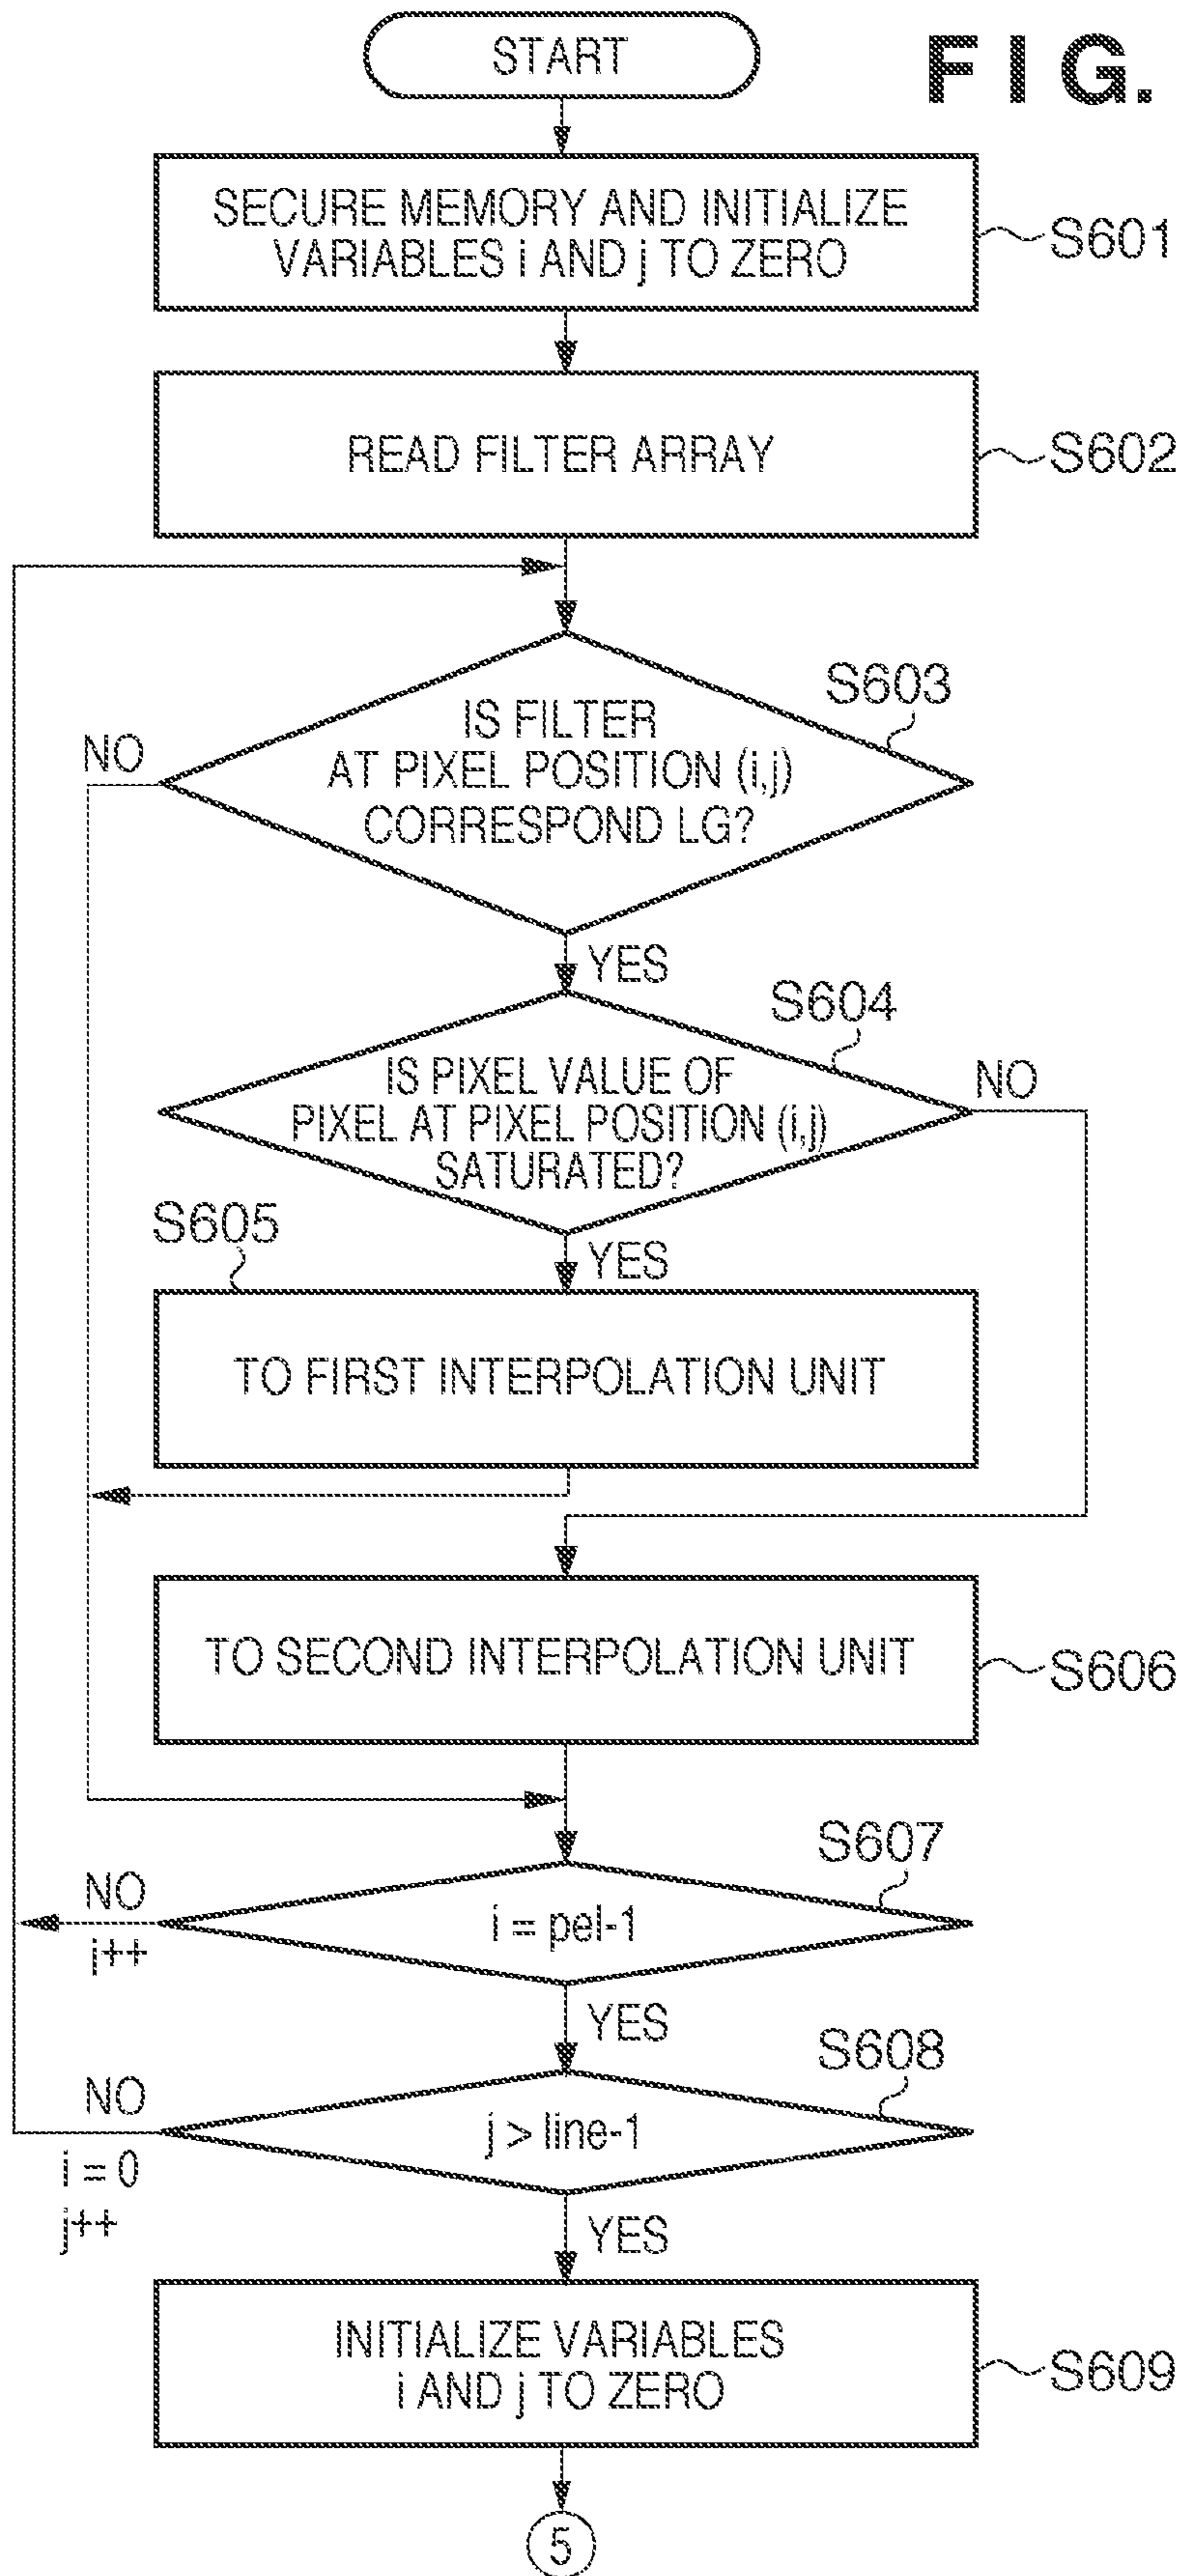 START
FIG.
SECURE MEMORY AND INITIALIZE
VARIABLES i AND j TO ZERO
S601
READ FILTER ARRAY
S602
S603
IS FILTER
AT PIXEL POSITION (i,j)
CORRESPOND LG?
NO
YES
S604
IS PIXEL VALUE OF
PIXEL AT PIXEL POSITION (i,j)
SATURATED?
NO
YES
S605
TO FIRST INTERPOLATION UNIT
TO SECOND INTERPOLATION UNIT
S606
S607
i = pel-1
NO
i++
YES
S608
j > line-1
NO
i = 0
j++
YES
INITIALIZE VARIABLES
i AND j TO ZERO
S609
5